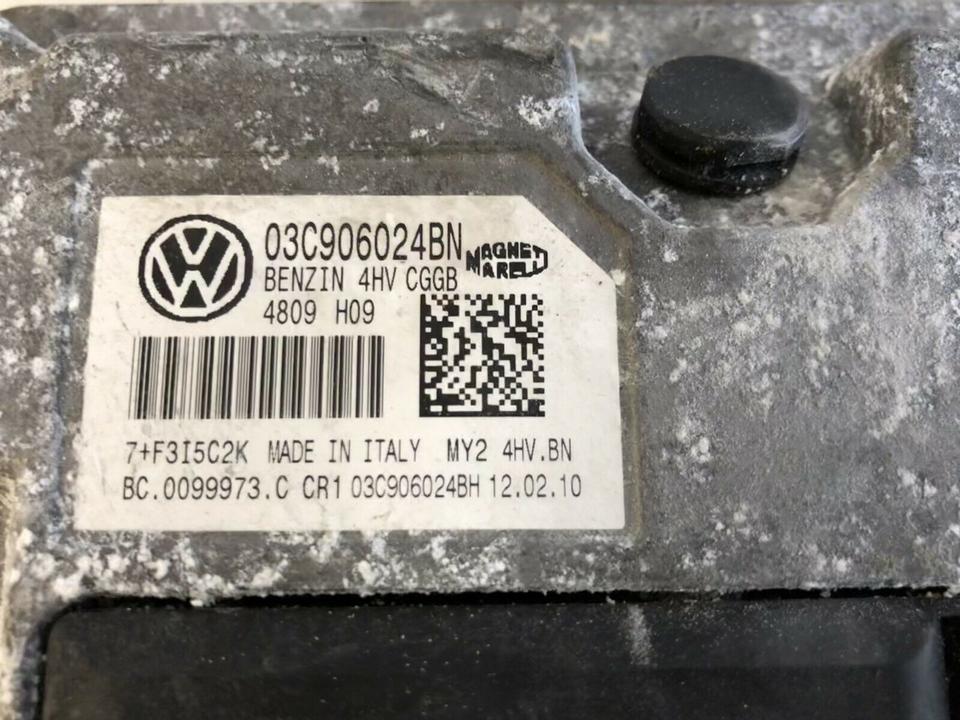 03C906024BN
MAGNETI
MARELLI
BENZIN 4HV CGGB
4809 H09
7+F3I5C2K MADE IN ITALY MY2 4HV.BN
BC.0099973.C CR1 03C906024BH 12.02.10